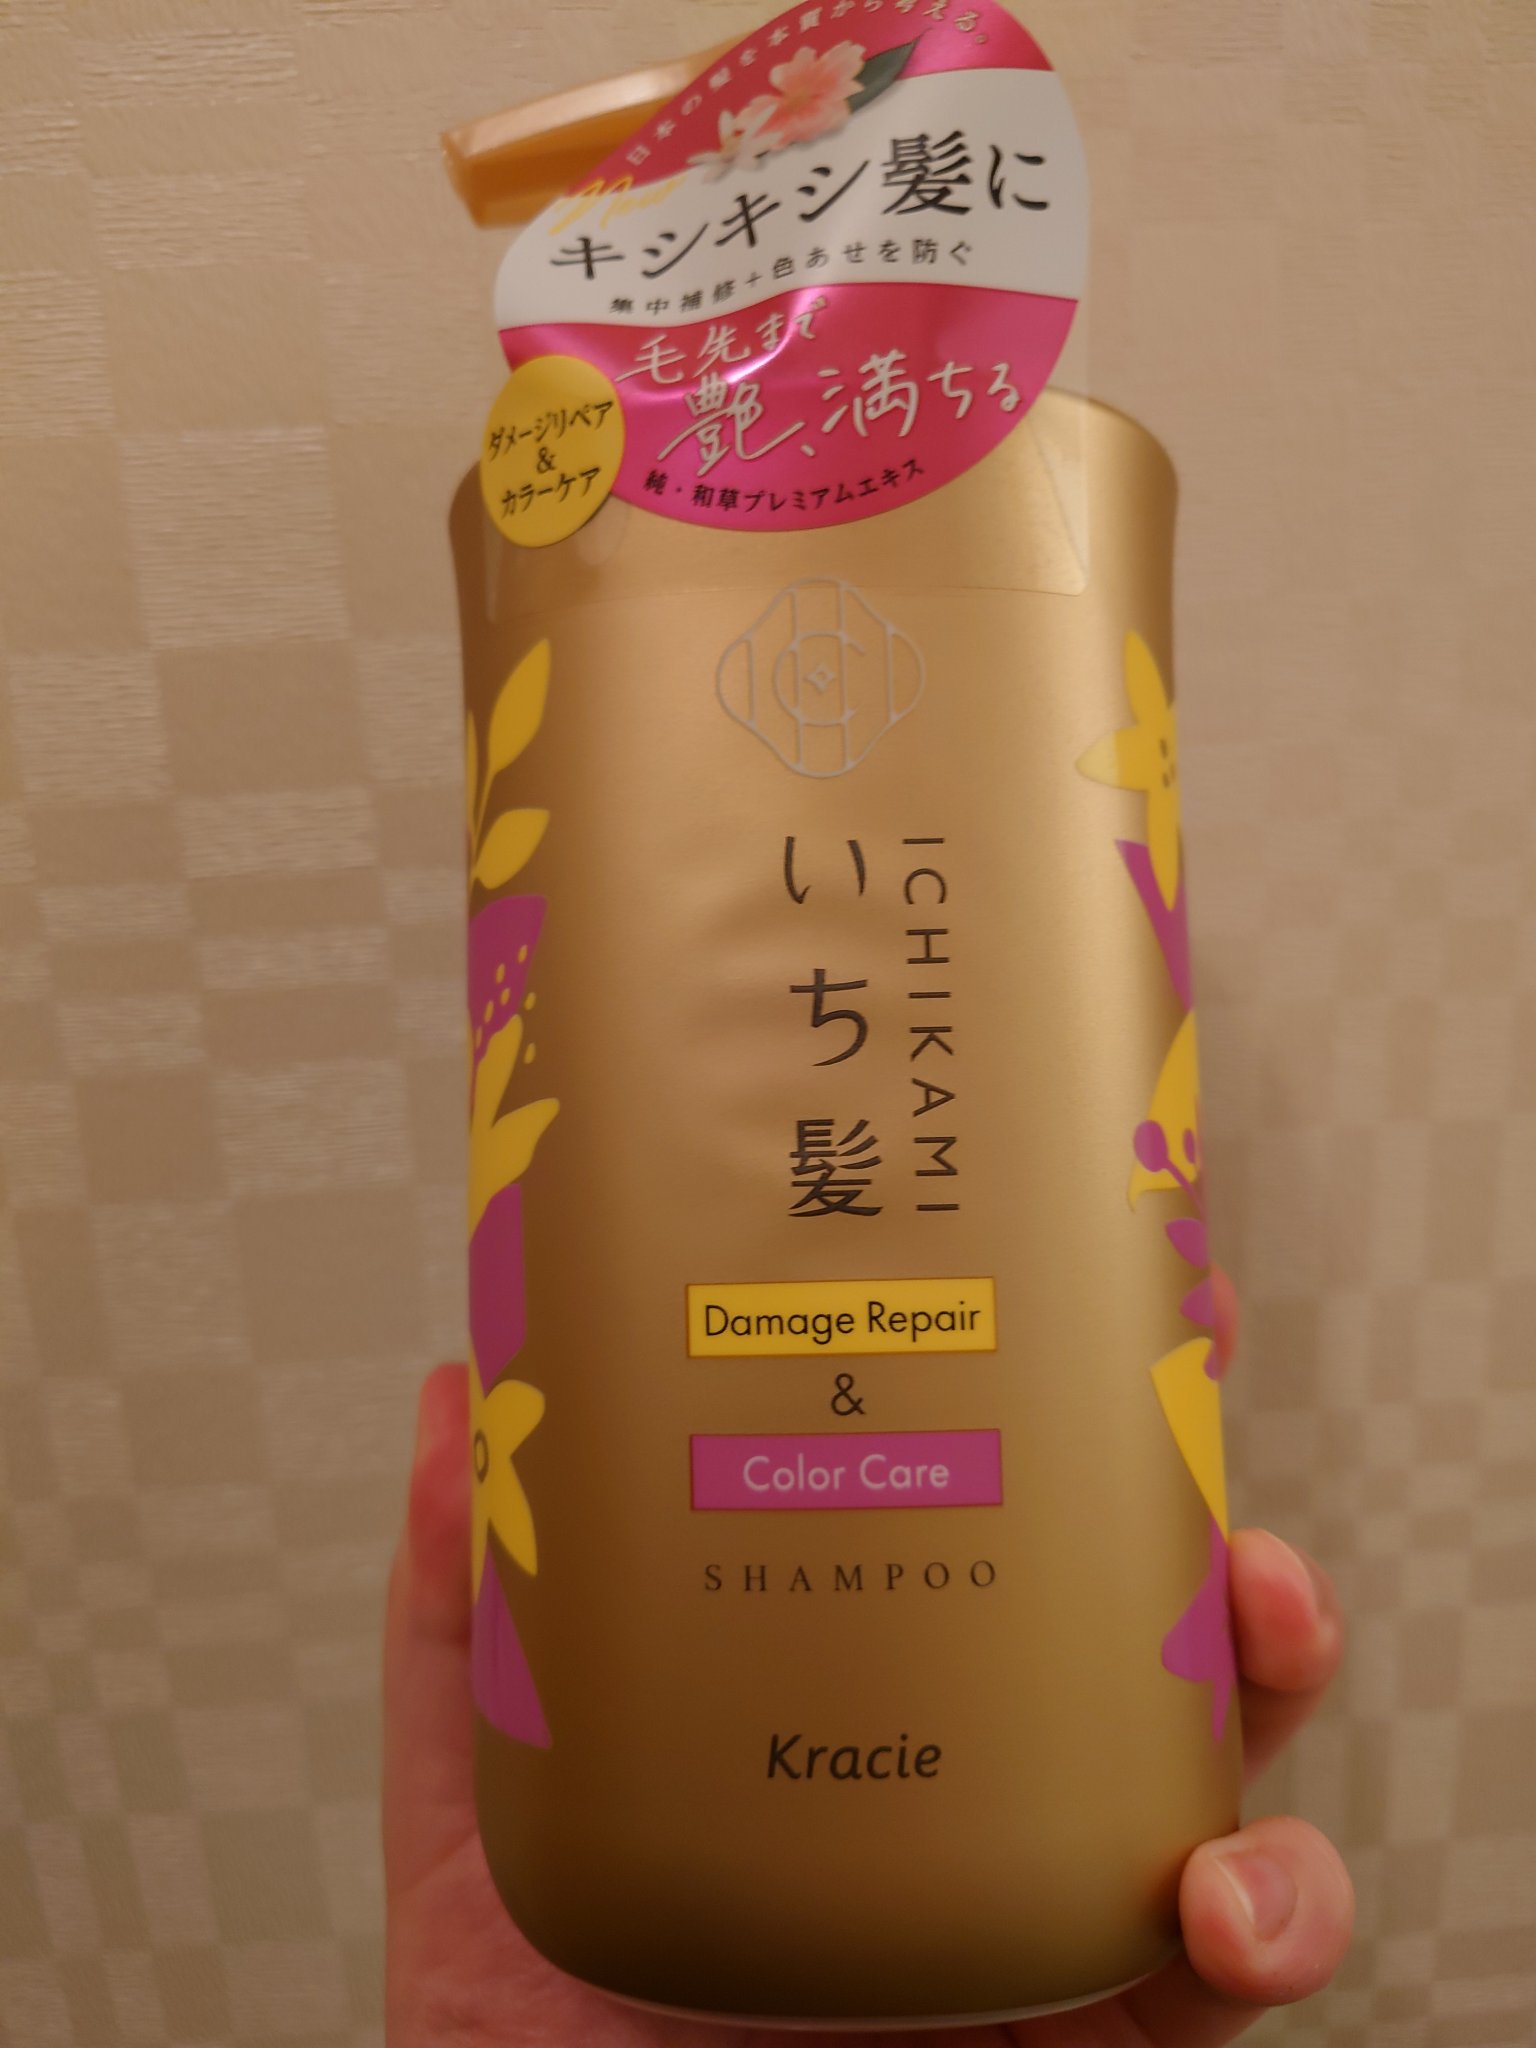 日本の髪を本質から考える。
New
キシキシ髪に
集中補修+色あせを防ぐ
毛先まで
艶、満ちる
純・和草プレミアムエキス
ダメージリペア
&
カラーケア
いち髪
ICHIKAMI
Damage Repair
&
Color Care
SHAMPOO
Kracie